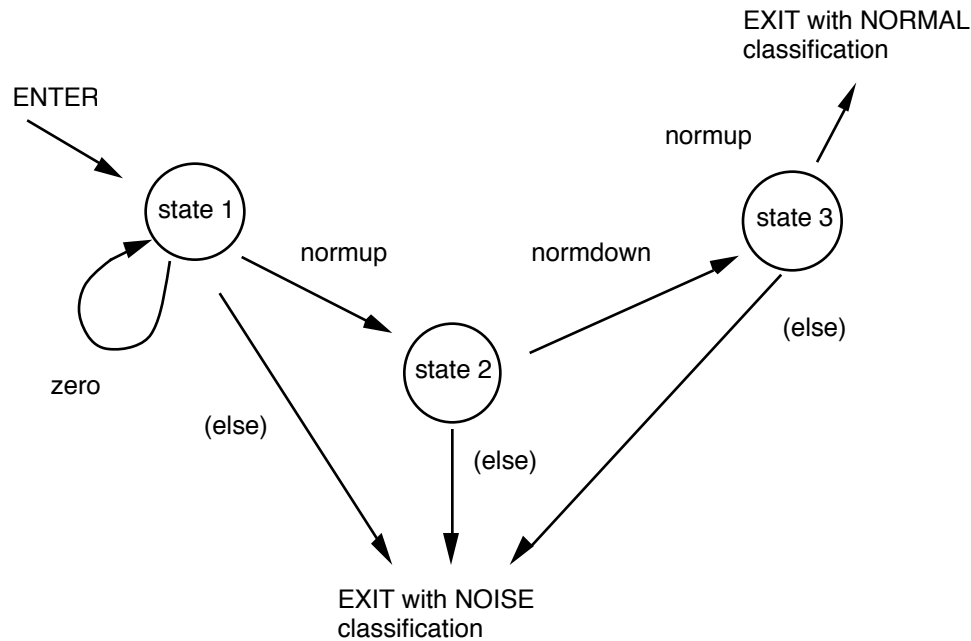 EXIT with NORMAL
classification
ENTER
normup
state 1
state 3
normup
normdown
(else)
state 2
zero
(else)
(else)
EXIT with NOISE
classification